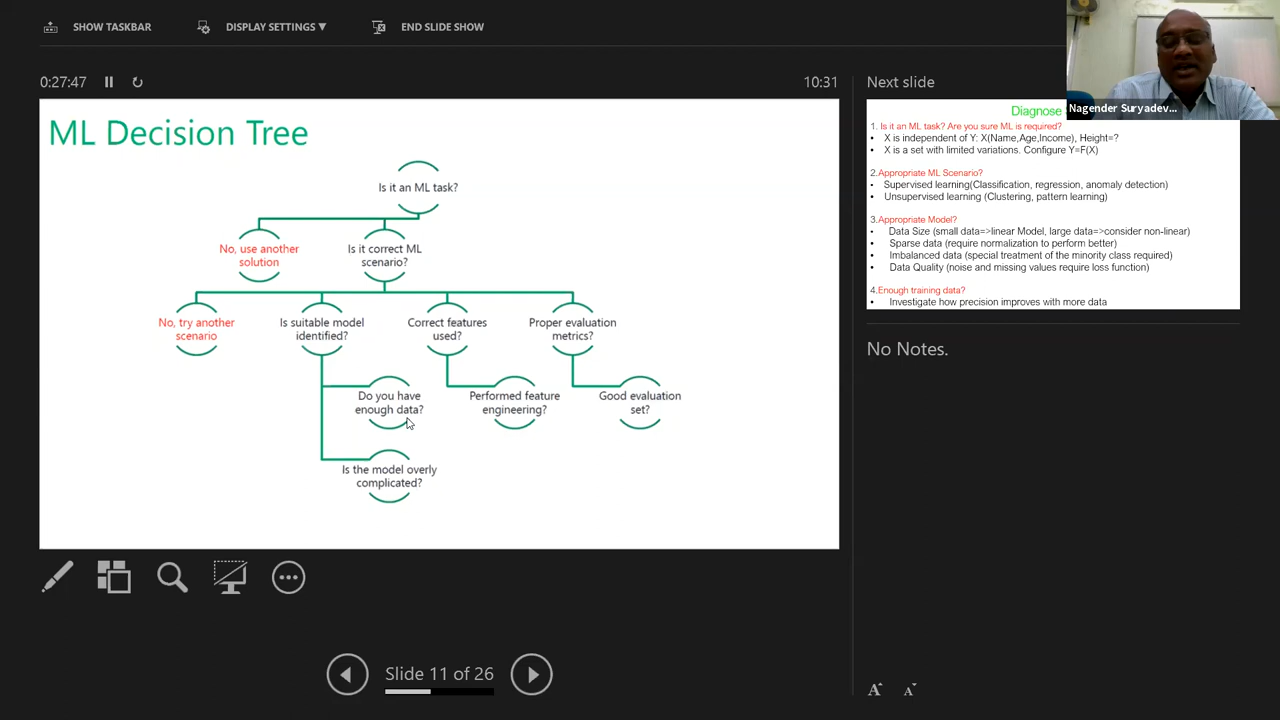 SHOW TASKBAR
DISPLAY SETTINGS ▼
END SLIDE SHOW
0:27:47
10:31
ML Decision Tree
Is it an ML task?
No, use another
solution
Is it correct ML
scenario?
No, try another
scenario
Is suitable model
identified?
Correct features
used?
Proper evaluation
metrics?
Do you have
enough data?
Performed feature
engineering?
Good evaluation
set?
Is the model overly
complicated?
Slide 11 of 26
Next slide
Nagender Suryadev...
Diagnose
1. Is it an ML task? Are you sure ML is required?
• X is independent of Y: X(Name,Age,Income), Height=?
• X is a set with limited variations. Configure Y=F(X)
2.Appropriate ML Scenario?
• Supervised learning(Classification, regression, anomaly detection)
• Unsupervised learning (Clustering, pattern learning)
3.Appropriate Model?
• Data Size (small data=>linear Model, large data=>consider non-linear)
• Sparse data (require normalization to perform better)
• Imbalanced data (special treatment of the minority class required)
• Data Quality (noise and missing values require loss function)
4.Enough training data?
• Investigate how precision improves with more data
No Notes.
A A